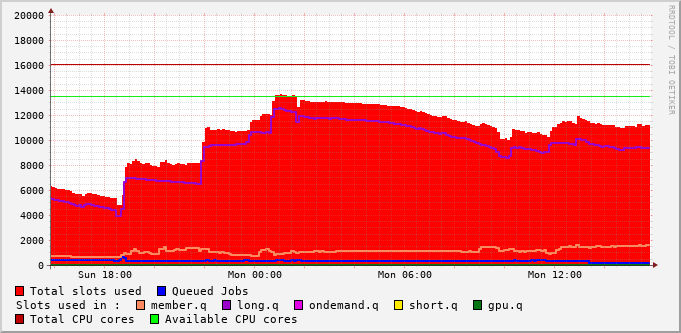 20000
18000
16000
14000
12000
10000
8000
6000
4000
2000
0
Sun 18:00 Mon 00:00 Mon 06:00 Mon 12:00
RRDTOOL / TOBI OETIKER
Total slots used Queued Jobs
Slots used in : member.q long.q ondemand.q short.q gpu.q
Total CPU cores Available CPU cores